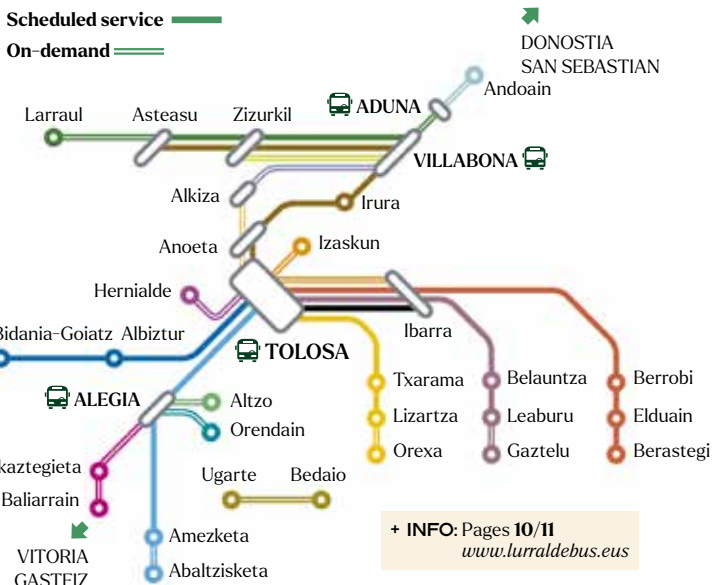 Scheduled service
On-demand
DONOSTIA
SAN SEBASTIAN
Andoain
ADUNA
Larraul
Asteasu
Zizurkil
VILLABONA
Alkiza
Irura
Anoeta
Izaskun
Hernialde
Bidania-Goiatz
Albiztur
Ibarra
TOLOSA
ALEGIA
Altzo
Orendain
Txarama
Lizartza
Orexa
Belauntza
Leaburu
Gaztelu
Berrobi
Elduain
Berastegi
kaztegieta
Baliarrain
Ugarte
Bedaio
Amezketa
Abaltzisketa
VITORIA
GASTEIZ
+ INFO: Pages 10/11
www.lurraldebus.eus